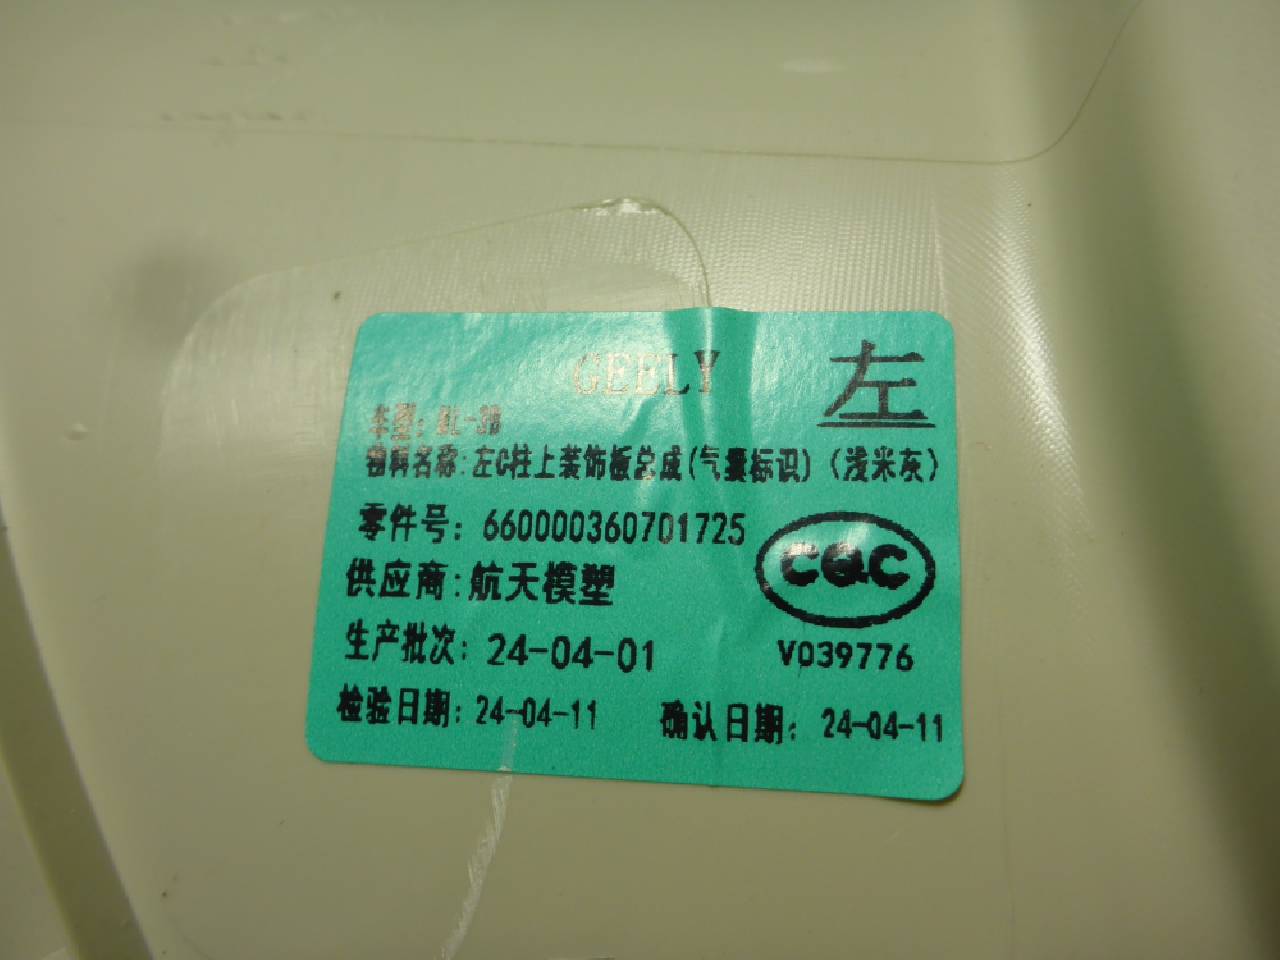 GEELY
左
车型：
物料名称：左C柱上装饰板总成(气囊标识)（浅米灰）
零件号：660000360701725
CQC
供应商：航天模塑
生产批次：24-04-01
V039776
检验日期：24-04-11 确认日期：24-04-11